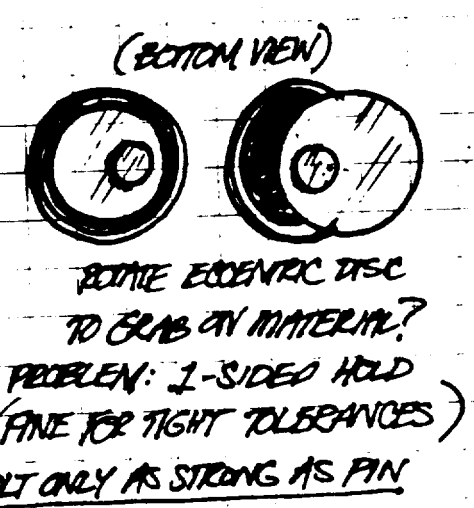 (BOTTOM VIEW)
ROTATE ECCENTRIC DISC
TO GRAB ON MATERIAL?
PROBLEM: 1-SIDED HOLD
(FINE FOR TIGHT TOLERANCES)
ONLY AS STRONG AS PIN